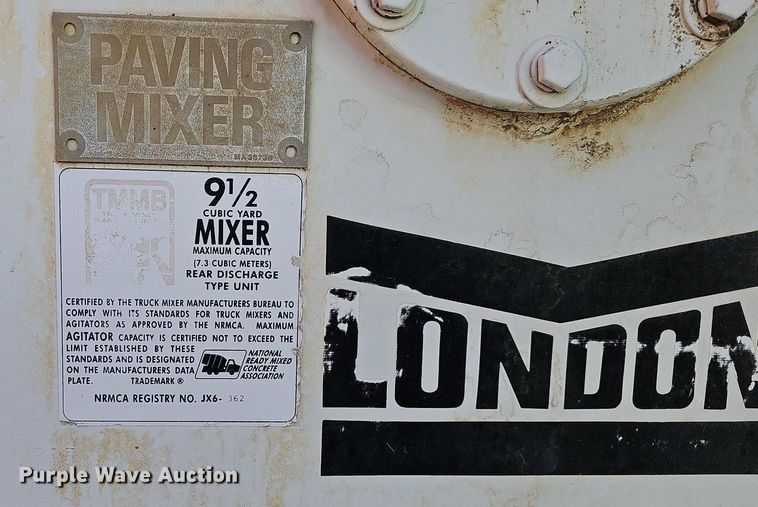 PAVING
MIXER
MA38730
TMMB
9 1/2
CUBIC YARD
MIXER
MAXIMUM CAPACITY
(7.3 CUBIC METERS)
REAR DISCHARGE
TYPE UNIT
CERTIFIED BY THE TRUCK MIXER MANUFACTURERS BUREAU TO
COMPLY WITH ITS STANDARDS FOR TRUCK MIXERS AND
AGITATORS AS APPROVED BY THE NRMCA. MAXIMUM
AGITATOR CAPACITY IS CERTIFIED NOT TO EXCEED THE
LIMIT ESTABLISHED BY THESE
STANDARDS AND IS DESIGNATED
ON THE MANUFACTURERS DATA
PLATE. TRADEMARK ®
NATIONAL
READY MIXED
CONCRETE
ASSOCIATION
NRMCA REGISTRY NO. JX6- 362
LONDON
Purple Wave Auction